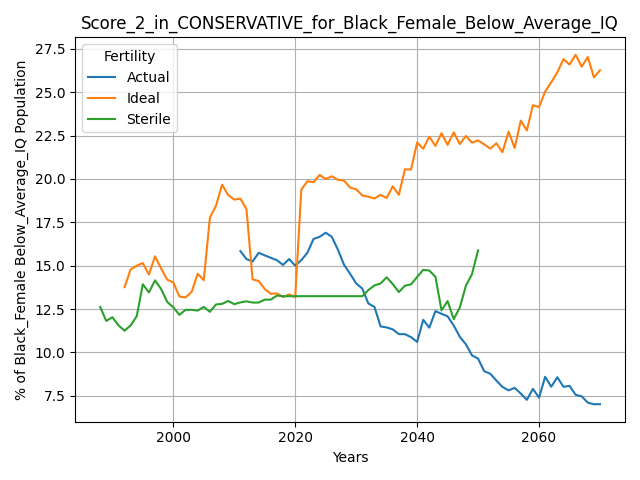 Score_2_in_CONSERVATIVE_for_Black_Female_Below_Average_IQ
Fertility
Actual
Ideal
Sterile
% of Black_Female Below_Average_IQ Population
27.5
25.0
22.5
20.0
17.5
15.0
12.5
10.0
7.5
2000
2020
2040
2060
Years